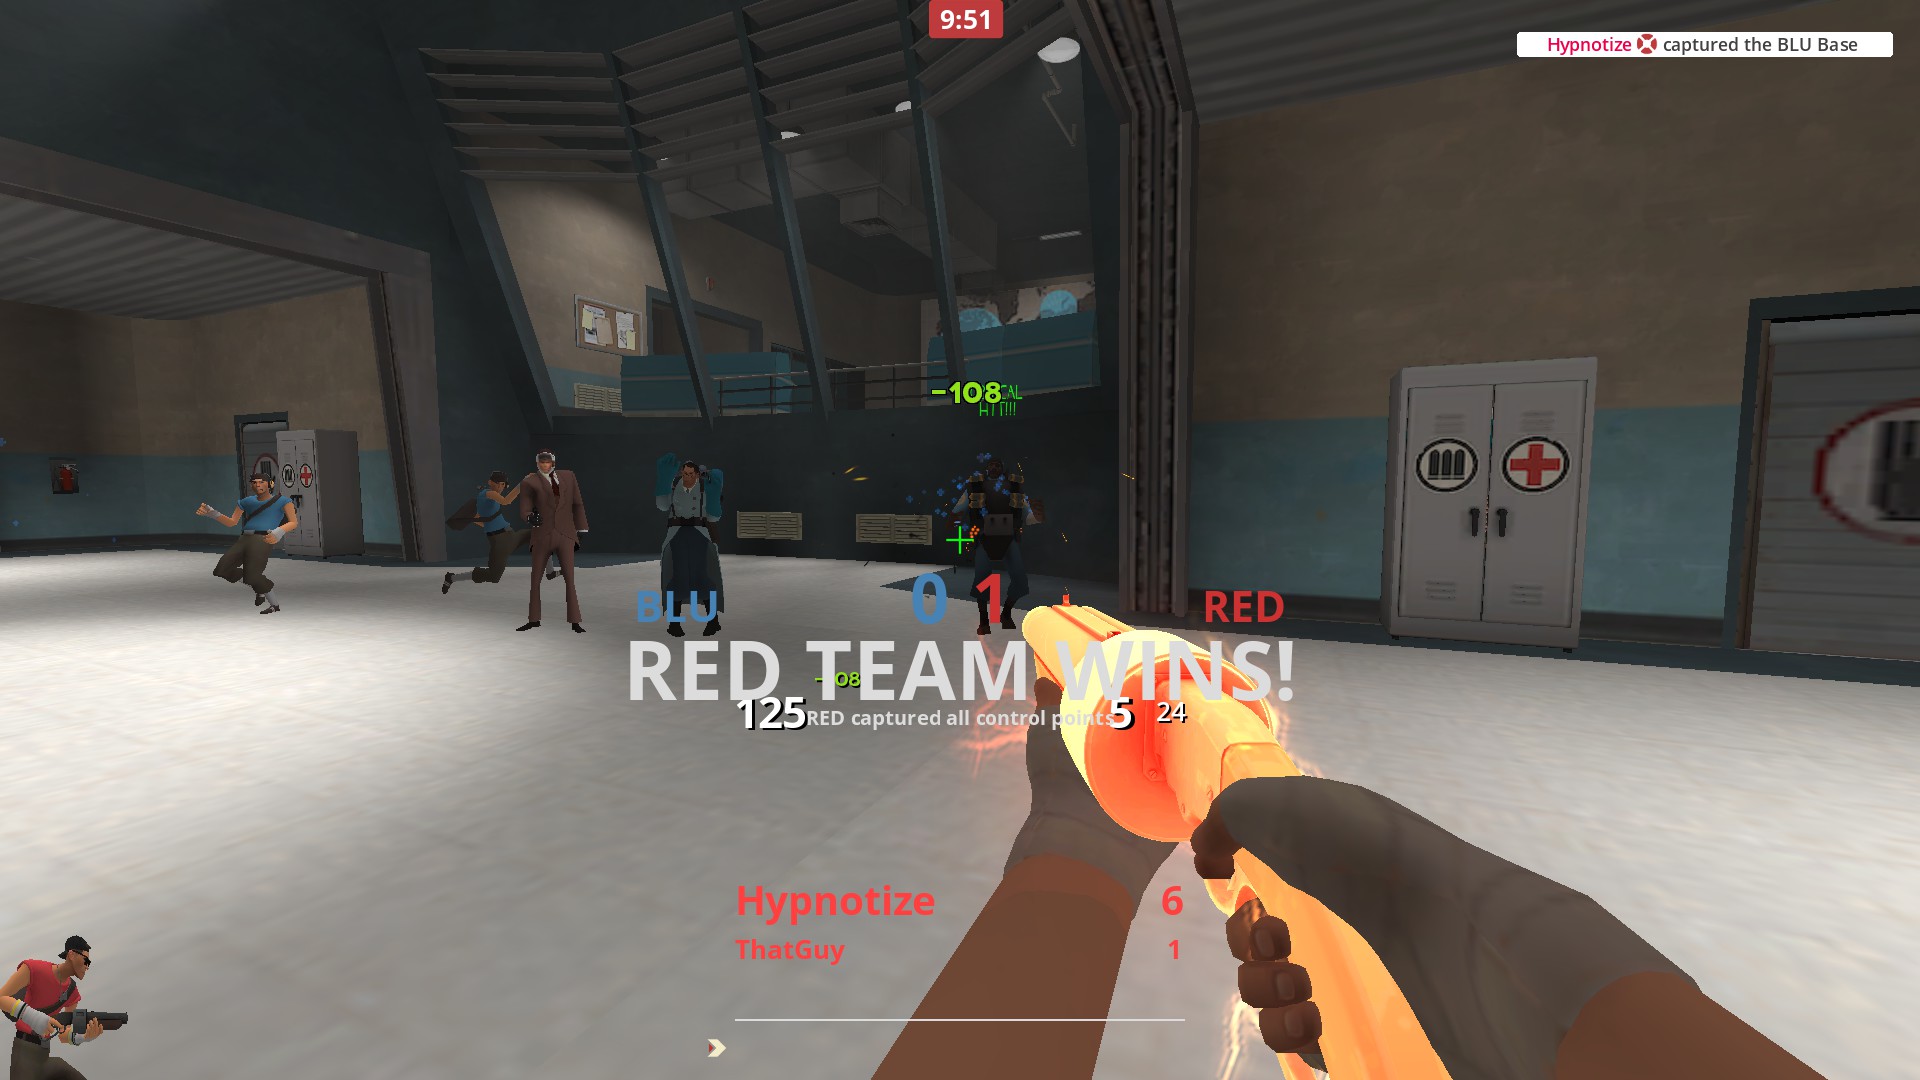 9:51
Hypnotize captured the BLU Base
-108
HIT!!!
BLU 0 1 RED
RED TEAM WINS!
125 RED captured all control points 5 24
Hypnotize 6
ThatGuy 1